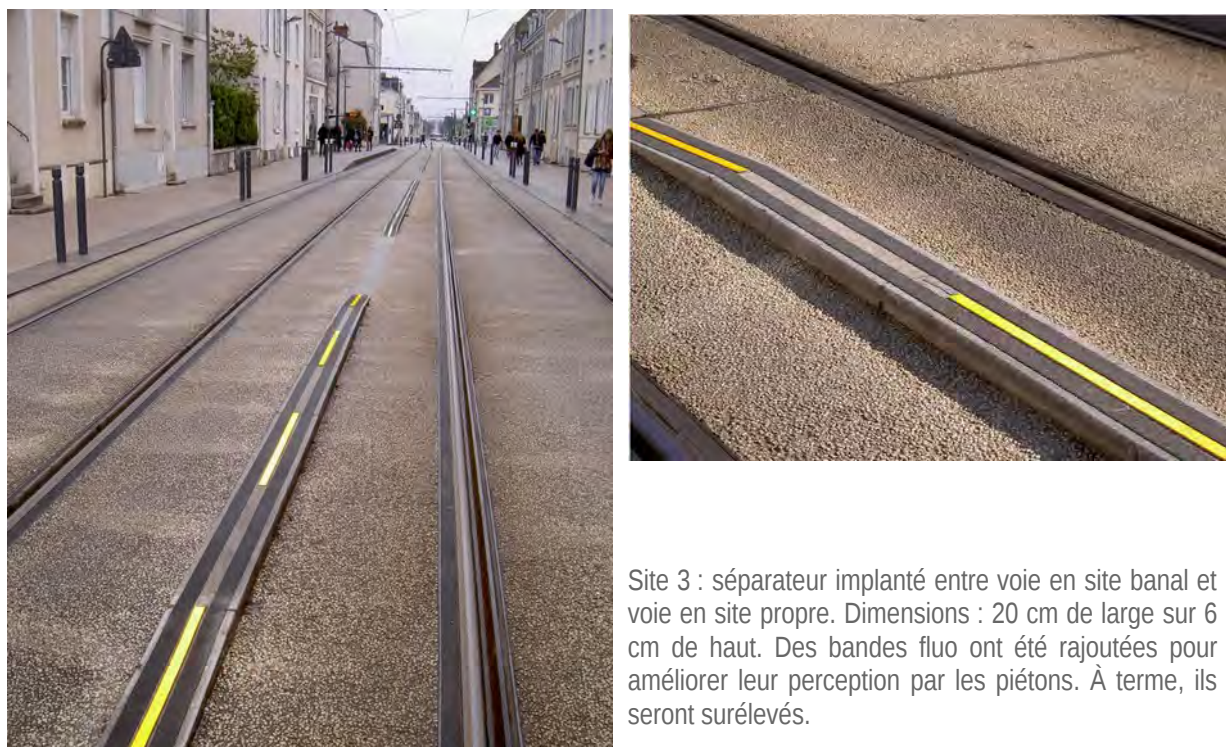 Site 3 : séparateur implanté entre voie en site banal et
voie en site propre. Dimensions : 20 cm de large sur 6
cm de haut. Des bandes fluo ont été rajoutées pour
améliorer leur perception par les piétons. À terme, ils
seront surélevés.